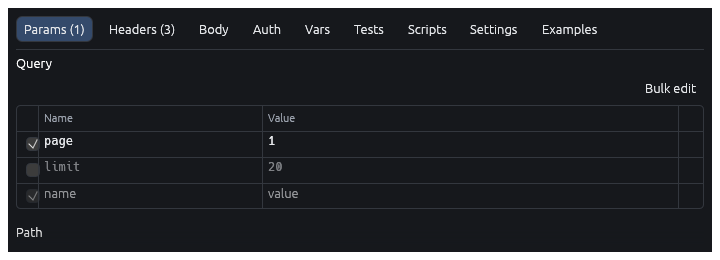 Params (1) Headers (3) Body Auth Vars Tests Scripts Settings Examples
Query
Bulk edit
Name Value
page 1
limit 20
name value
Path